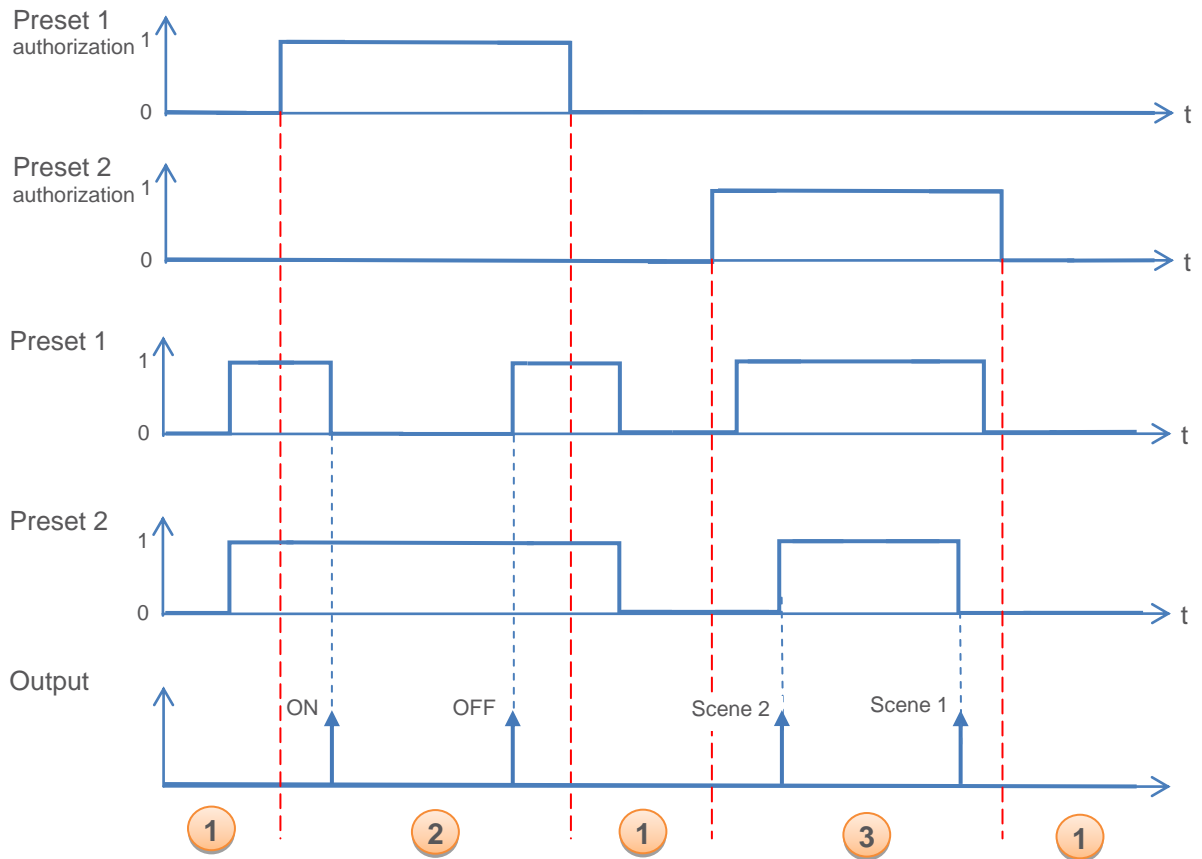 Preset 1
authorization
1
0
t
Preset 2
authorization
1
0
t
Preset 1
1
0
t
Preset 2
1
0
t
Output
ON
OFF
Scene 2
Scene 1
1
2
1
3
1